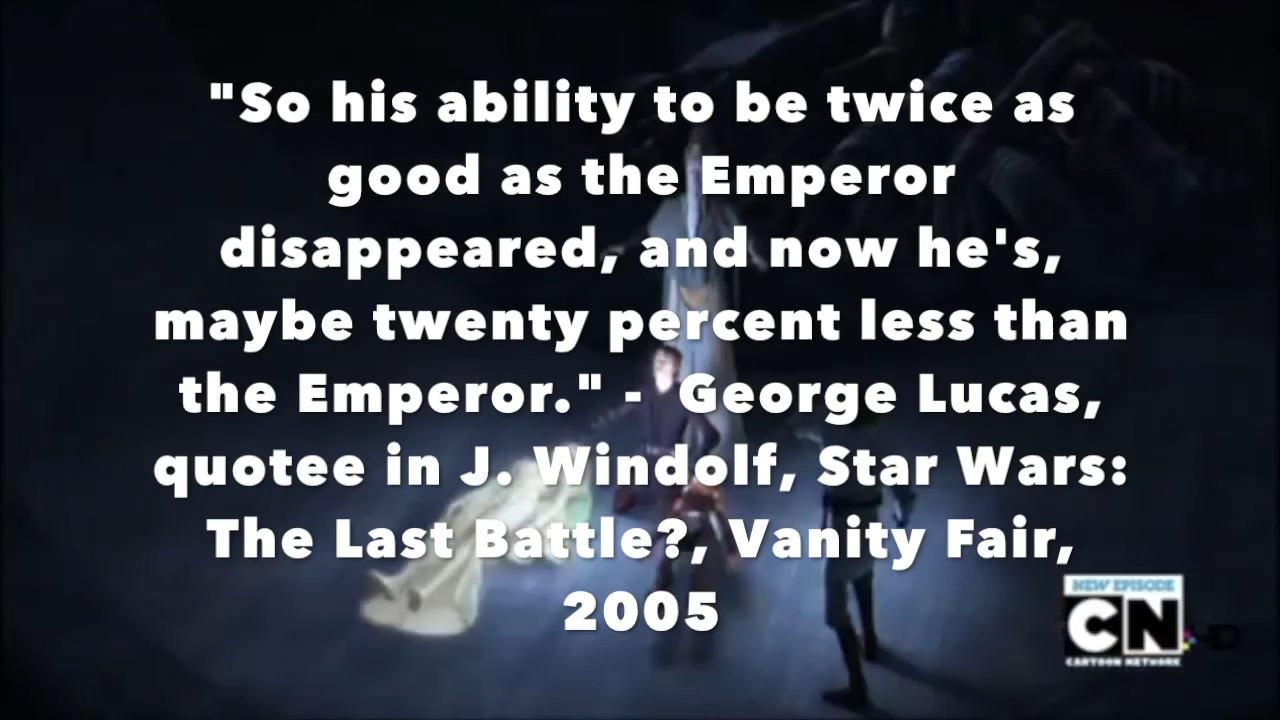 "So his ability to be twice as
good as the Emperor
disappeared, and now he's,
maybe twenty percent less than
the Emperor." -  George Lucas,
quotee in J. Windolf, Star Wars:
The Last Battle?, Vanity Fair,
2005
NEW EPISODE
CN
CARTOON NETWORK
HD